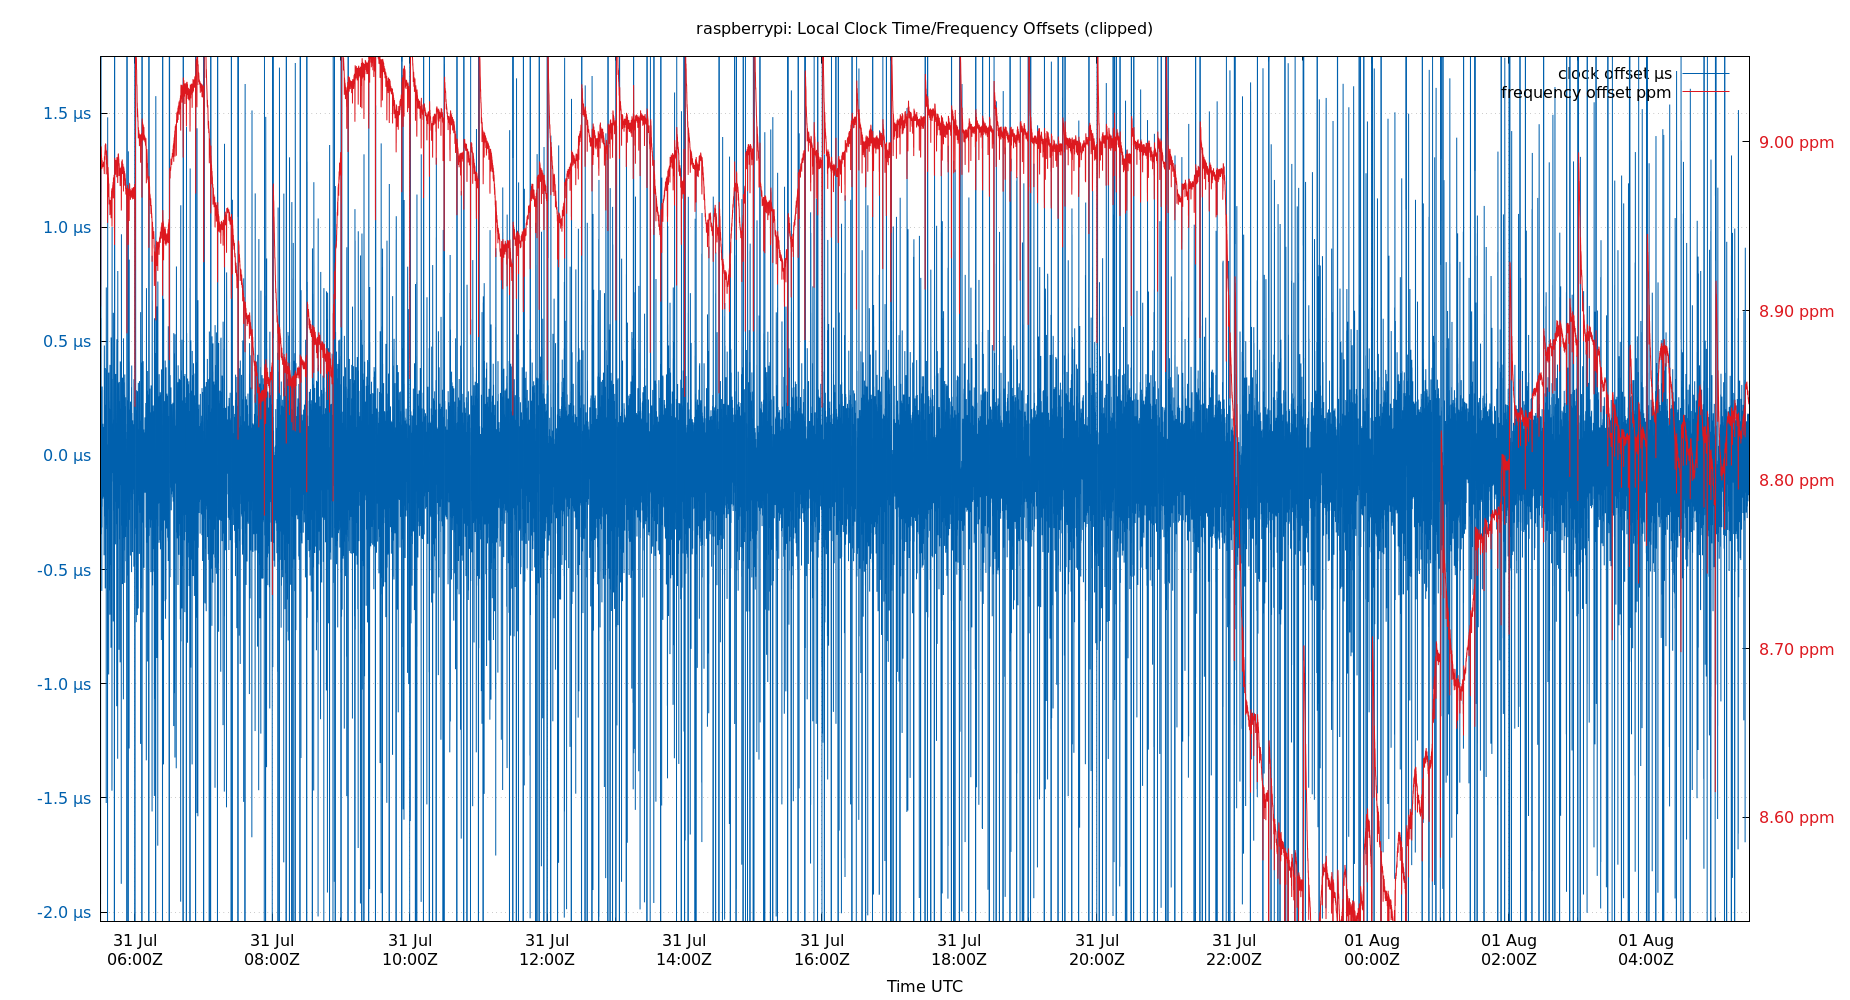 raspberrypi: Local Clock Time/Frequency Offsets (clipped)
clock offset µs
frequency offset ppm
1.5 µs
1.0 µs
0.5 µs
0.0 µs
-0.5 µs
-1.0 µs
-1.5 µs
-2.0 µs
9.00 ppm
8.90 ppm
8.80 ppm
8.70 ppm
8.60 ppm
31 Jul 31 Jul 31 Jul 31 Jul 31 Jul 31 Jul 31 Jul 31 Jul 31 Jul 01 Aug 01 Aug 01 Aug
06:00Z 08:00Z 10:00Z 12:00Z 14:00Z 16:00Z 18:00Z 20:00Z 22:00Z 00:00Z 02:00Z 04:00Z
Time UTC